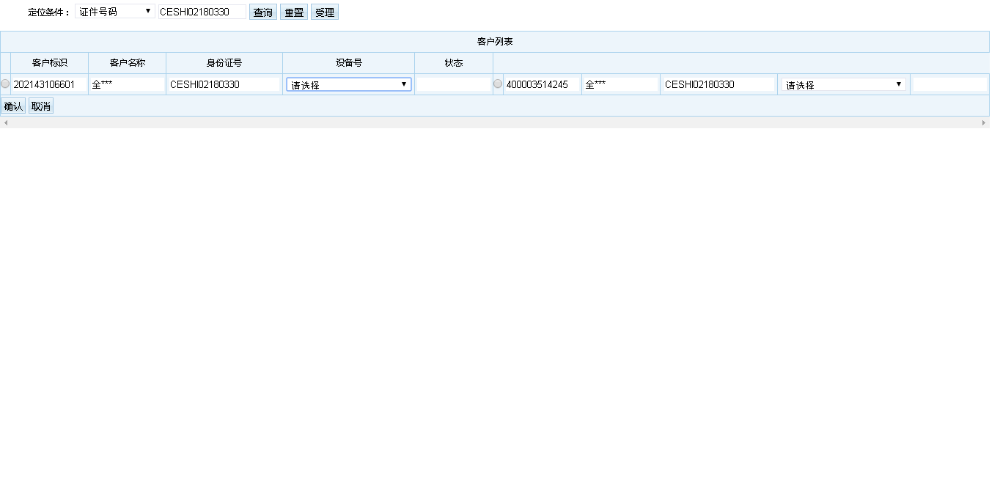 定位条件： 证件号码 CESHI02180330 查询 重置 受理
客户列表
客户标识 客户名称 身份证号 设备号 状态
202143106601 全*** CESHI02180330 请选择 400003514245 全*** CESHI02180330 请选择
确认 取消